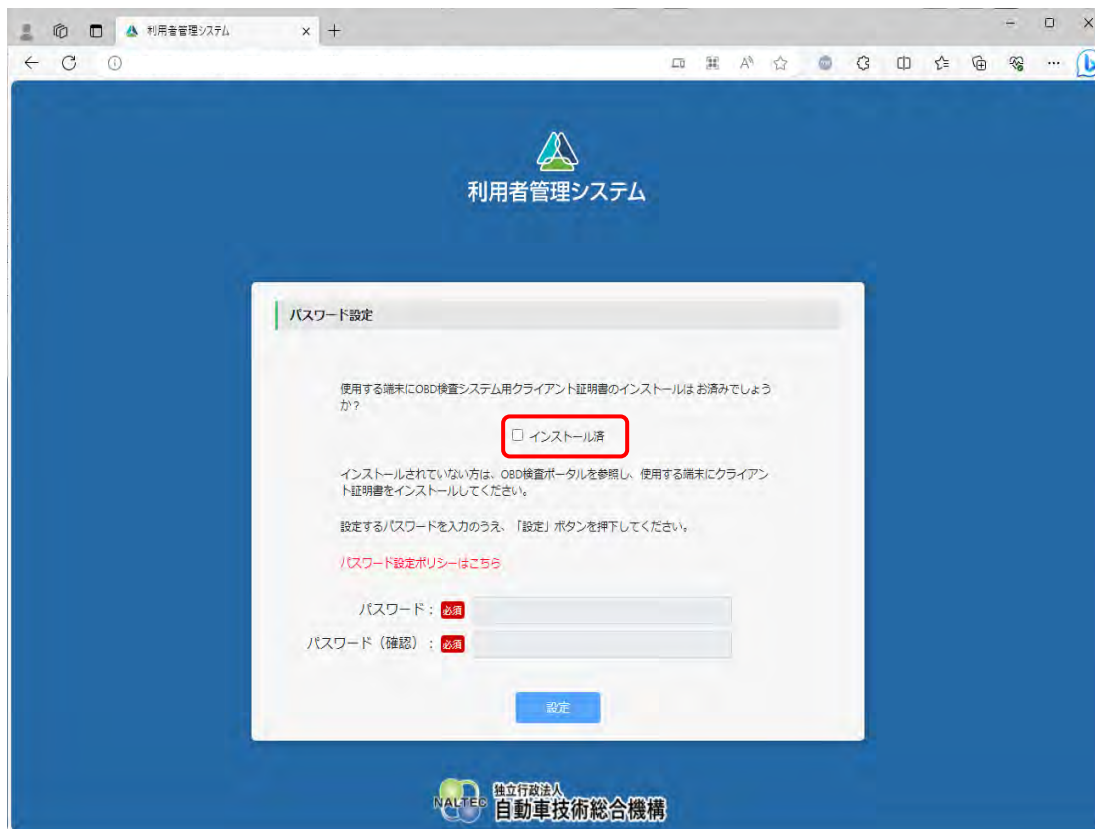 利用者管理システム
利用者管理システム
パスワード設定
使用する端末にOBD検査システム用クライアント証明書のインストールはお済みでしょう
か？
インストール済
インストールされていない方は、OBD検査ポータルを参照し、使用する端末にクライアン
ト証明書をインストールしてください。
設定するパスワードを入力のうえ、「設定」ボタンを押下してください。
パスワード設定ポリシーはこちら
パスワード： 必須
パスワード（確認）： 必須
設定
NALTEC 独立行政法人
自動車技術総合機構